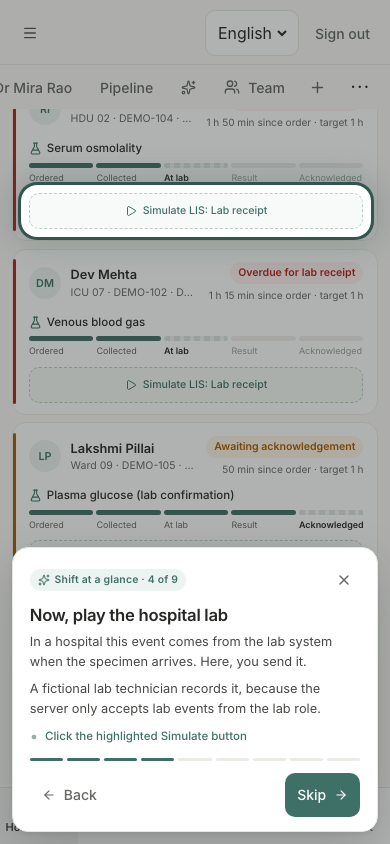 English
Sign out
Dr Mira Rao
Pipeline
Team
HDU 02 · DEMO-104 · ...
1 h 50 min since order · target 1 h
Serum osmolality
Ordered Collected At lab Result Acknowledged
Simulate LIS: Lab receipt
DM
Dev Mehta
Overdue for lab receipt
ICU 07 · DEMO-102 · D...
1 h 15 min since order · target 1 h
Venous blood gas
Ordered Collected At lab Result Acknowledged
Simulate LIS: Lab receipt
LP
Lakshmi Pillai
Awaiting acknowledgement
Ward 09 · DEMO-105 · ...
50 min since order · target 1 h
Plasma glucose (lab confirmation)
Ordered Collected At lab Result Acknowledged
Shift at a glance · 4 of 9
Now, play the hospital lab
In a hospital this event comes from the lab system
when the specimen arrives. Here, you send it.
A fictional lab technician records it, because the
server only accepts lab events from the lab role.
Click the highlighted Simulate button
Back
Skip